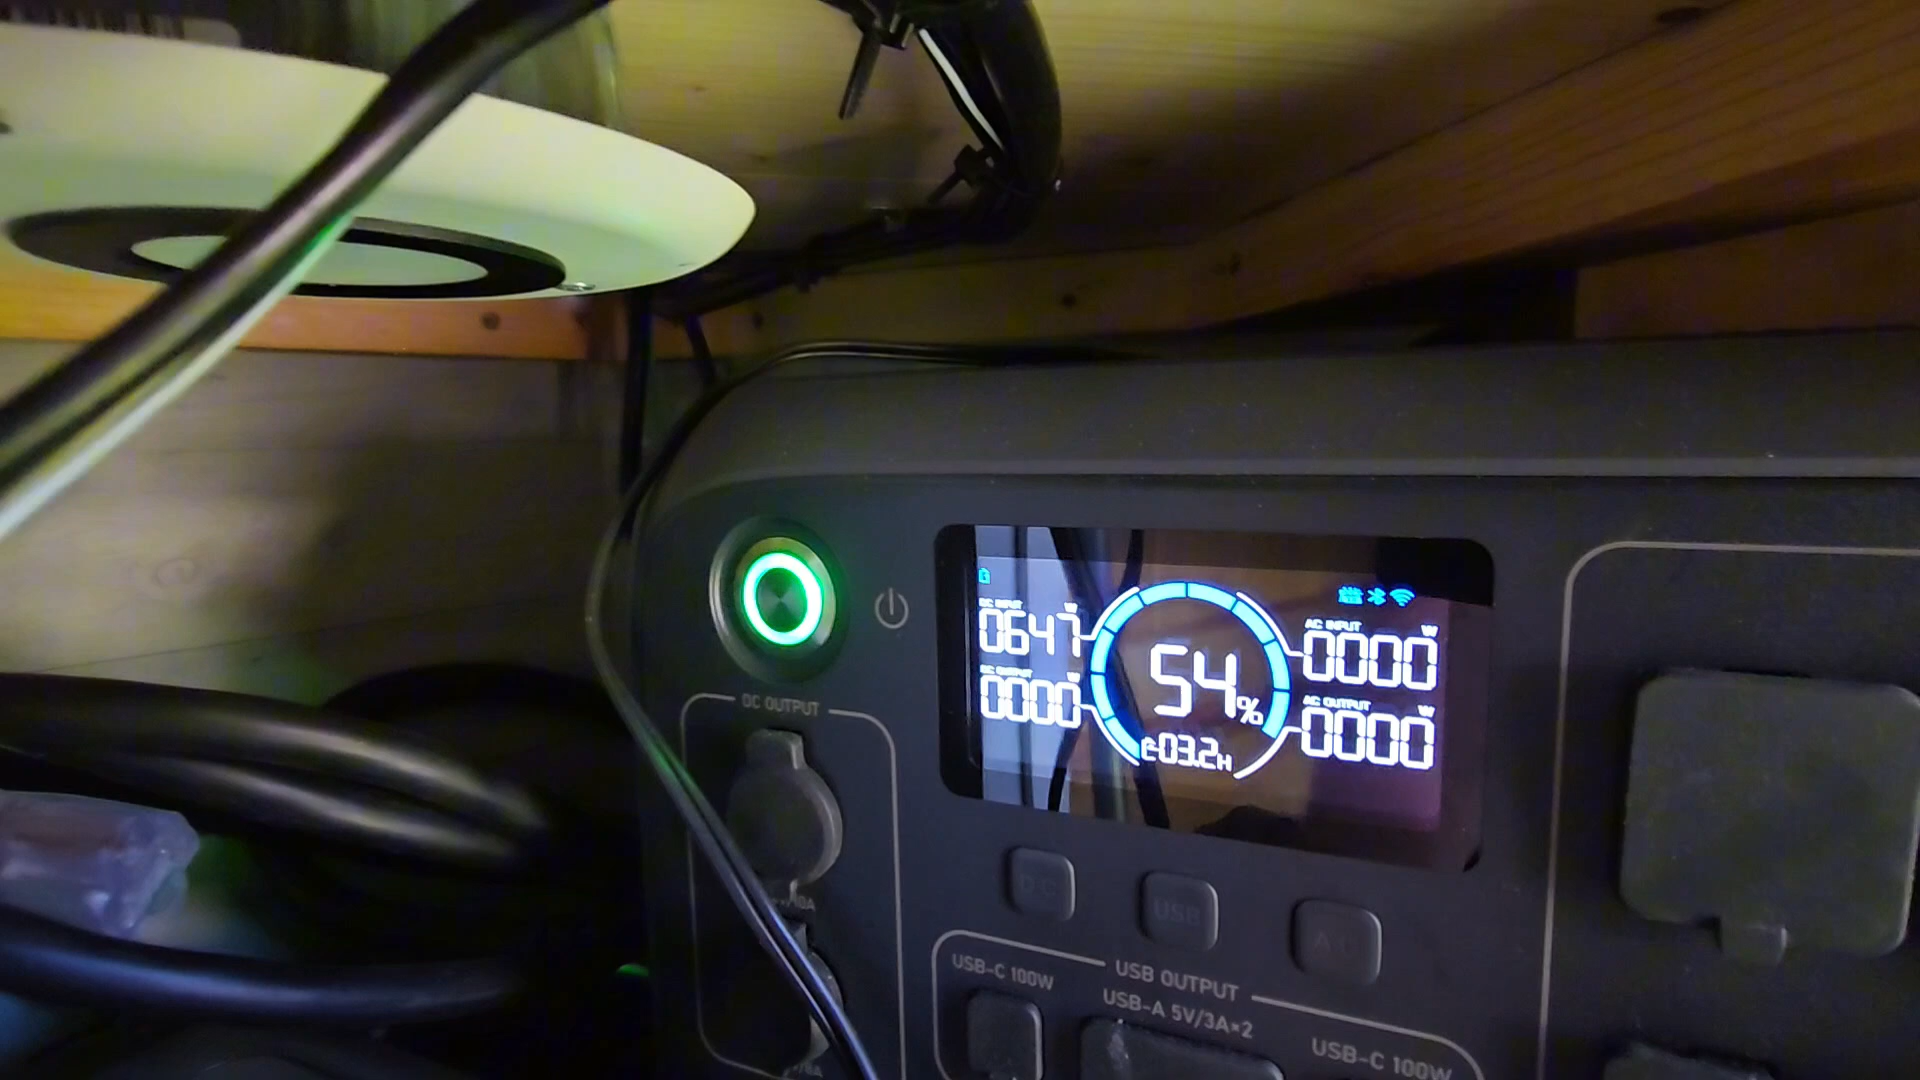 DC INPUT W
0647
DC OUTPUT W
0000
54%
03.2H
AC INPUT W
0000
AC OUTPUT W
0000
DC OUTPUT
DC
USB
AC
USB OUTPUT
USB-C 100W
USB-A 5V/3A×2
USB-C 100W